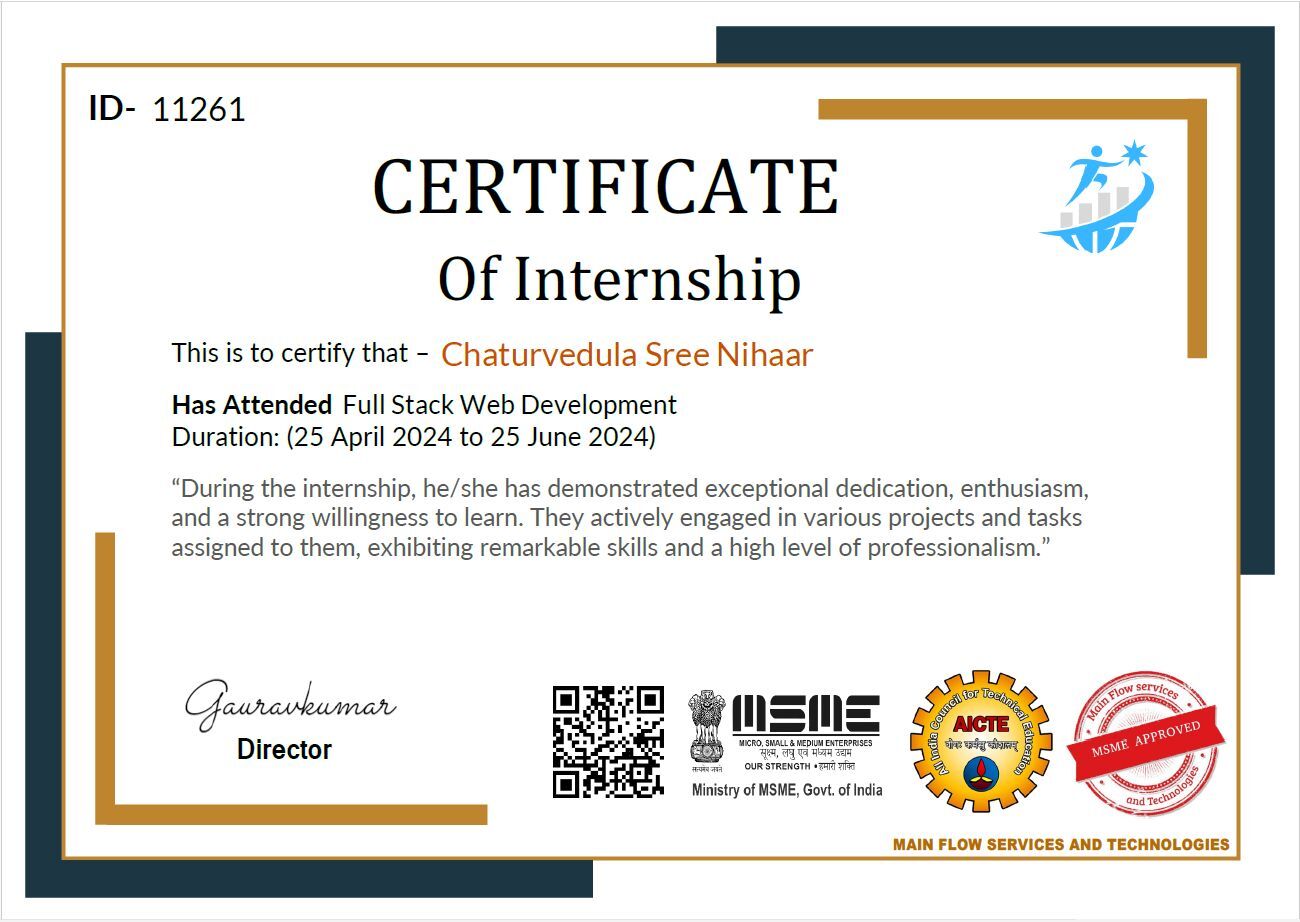 ID- 11261
CERTIFICATE
Of Internship
This is to certify that – Chaturvedula Sree Nihaar
Has Attended Full Stack Web Development
Duration: (25 April 2024 to 25 June 2024)
“During the internship, he/she has demonstrated exceptional dedication, enthusiasm,
and a strong willingness to learn. They actively engaged in various projects and tasks
assigned to them, exhibiting remarkable skills and a high level of professionalism.”
Gauravkumar
Director
सत्यमेव जयते
MSME
MICRO, SMALL & MEDIUM ENTERPRISES
सूक्ष्म, लघु एवं मध्यम उद्यम
OUR STRENGTH • हमारी शक्ति
Ministry of MSME, Govt. of India
All India Council for Technical Education
AICTE
योगः कर्मसु कौशलम्
Main Flow services
MSME APPROVED
and Technologies
MAIN FLOW SERVICES AND TECHNOLOGIES